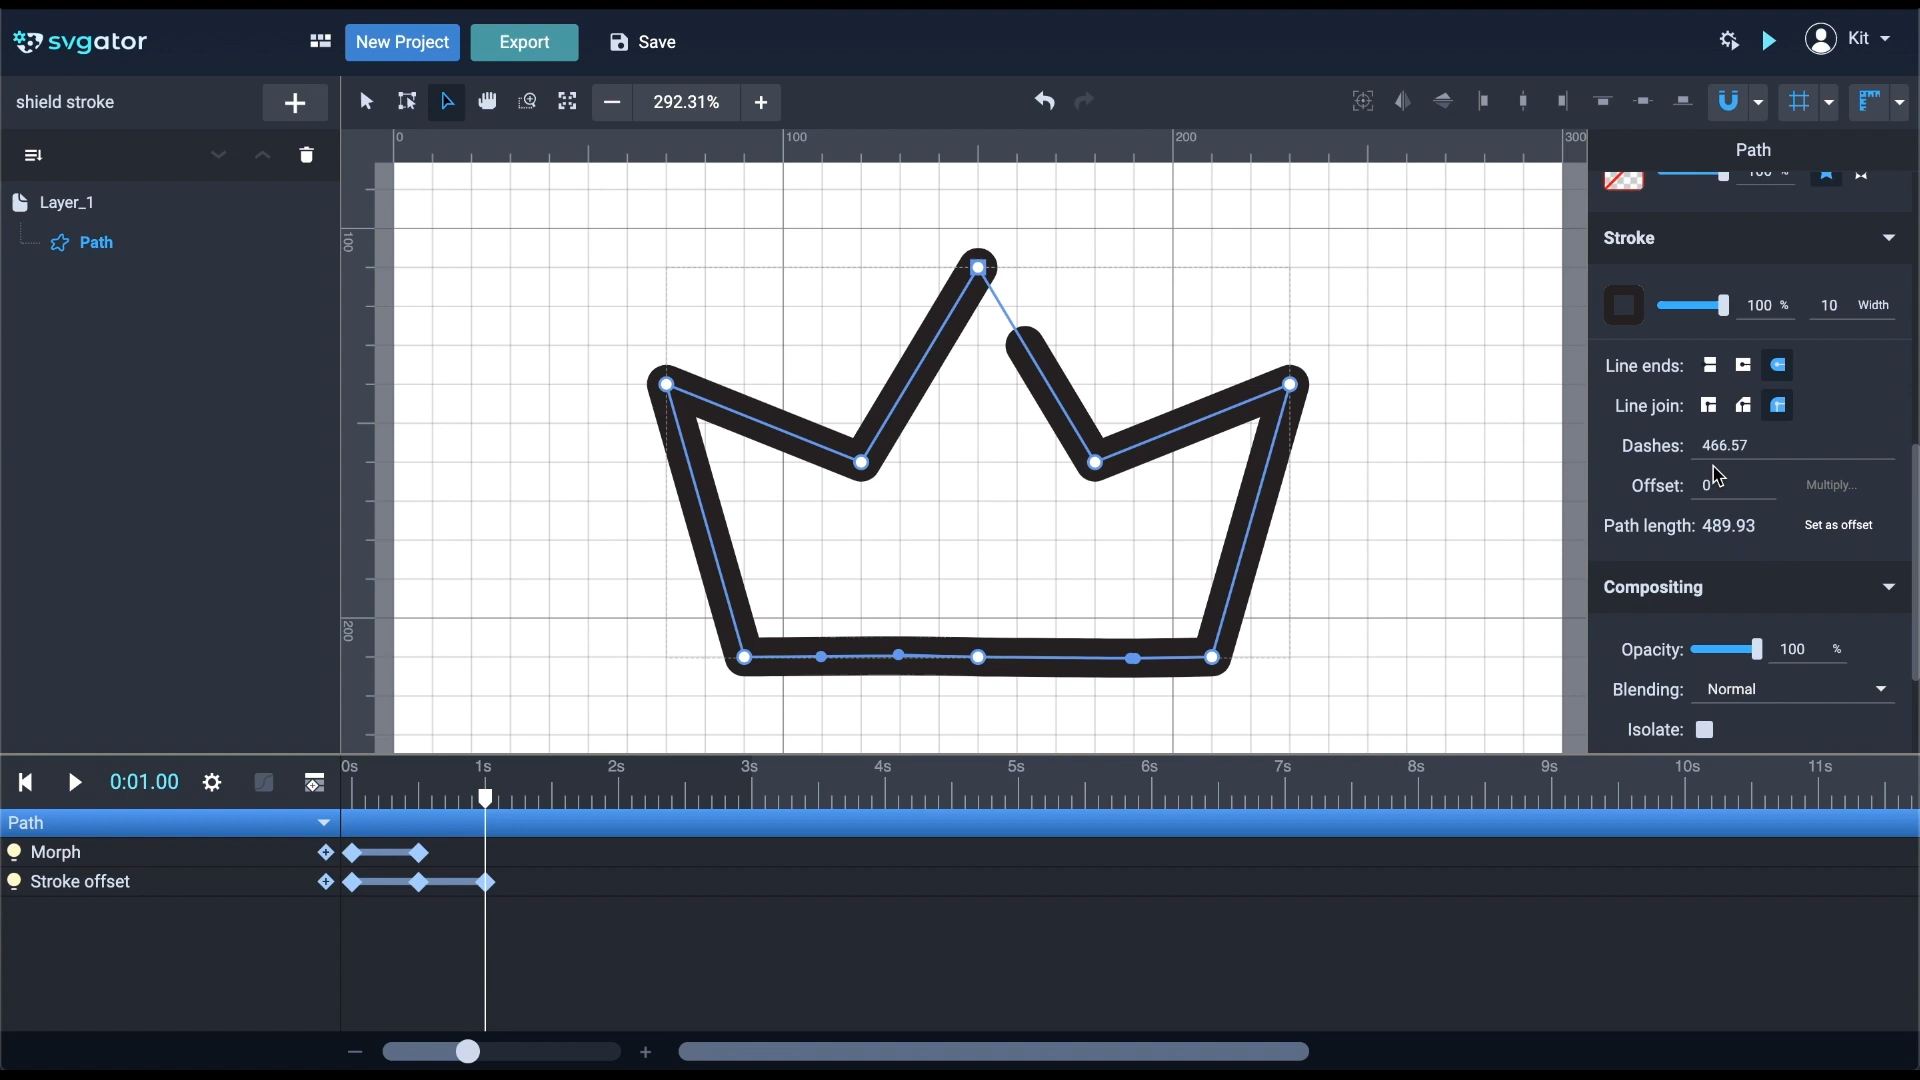 svgator
New Project
Export
Save
Kit
shield stroke
292.31%
0
100
200
300
Path
100 %
Layer_1
Path
100
200
Stroke
100 %
10
Width
Line ends:
Line join:
Dashes:
466.57
Offset:
0
Multiply...
Path length:
489.93
Set as offset
Compositing
Opacity:
100
%
Blending:
Normal
Isolate:
0:01.00
0s
1s
2s
3s
4s
5s
6s
7s
8s
9s
10s
11s
Path
Morph
Stroke offset